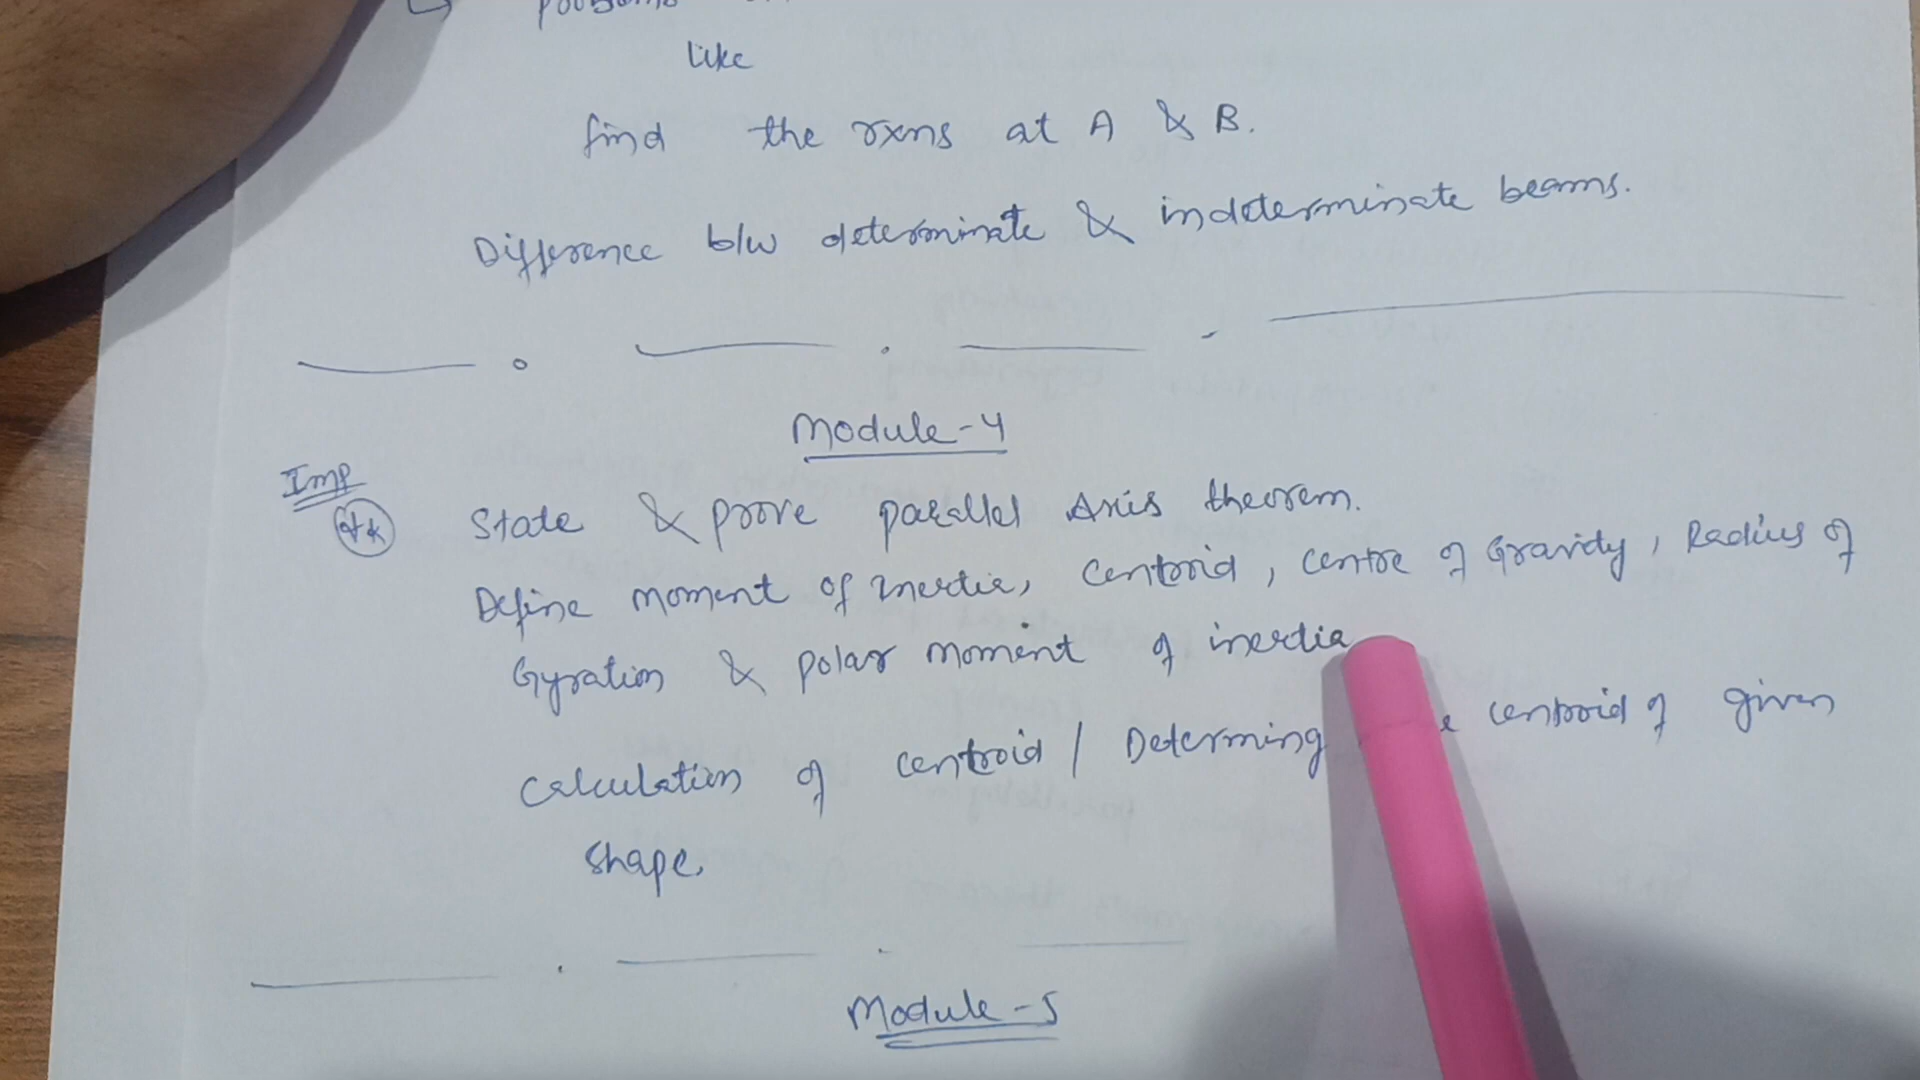 like
find the rxns at A & B.
Difference b/w determinate & indeterminate beams.
Module-4
Imp
State & prove parallel Axis theorem.
Define moment of Inertia, Centroid, Centre of Gravity, Radius of
Gyration & polar moment of inertia
Calculation of centroid / Determining centroid of given
shape.
Module-5